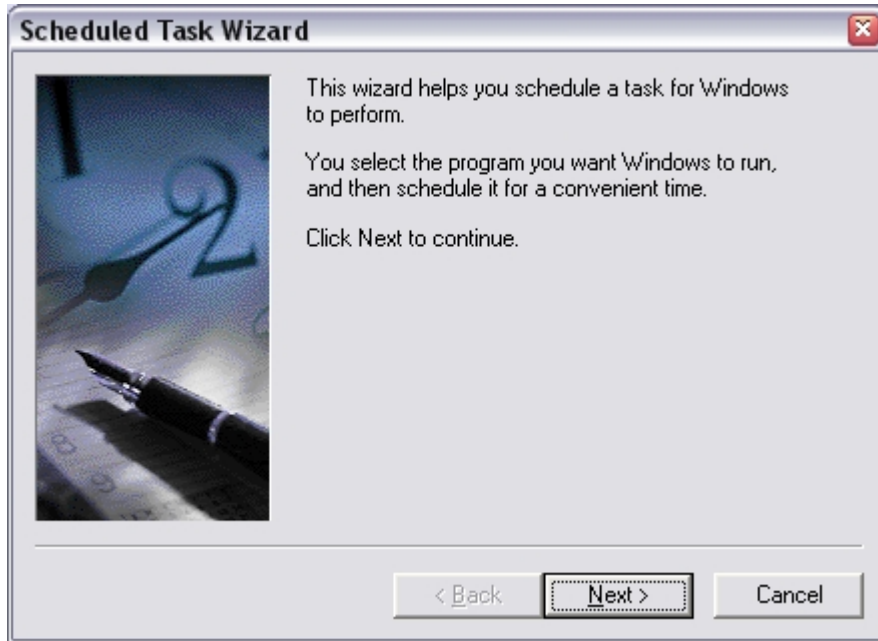 Scheduled Task Wizard
This wizard helps you schedule a task for Windows
to perform.
You select the program you want Windows to run,
and then schedule it for a convenient time.
Click Next to continue.
2
< Back
Next >
Cancel